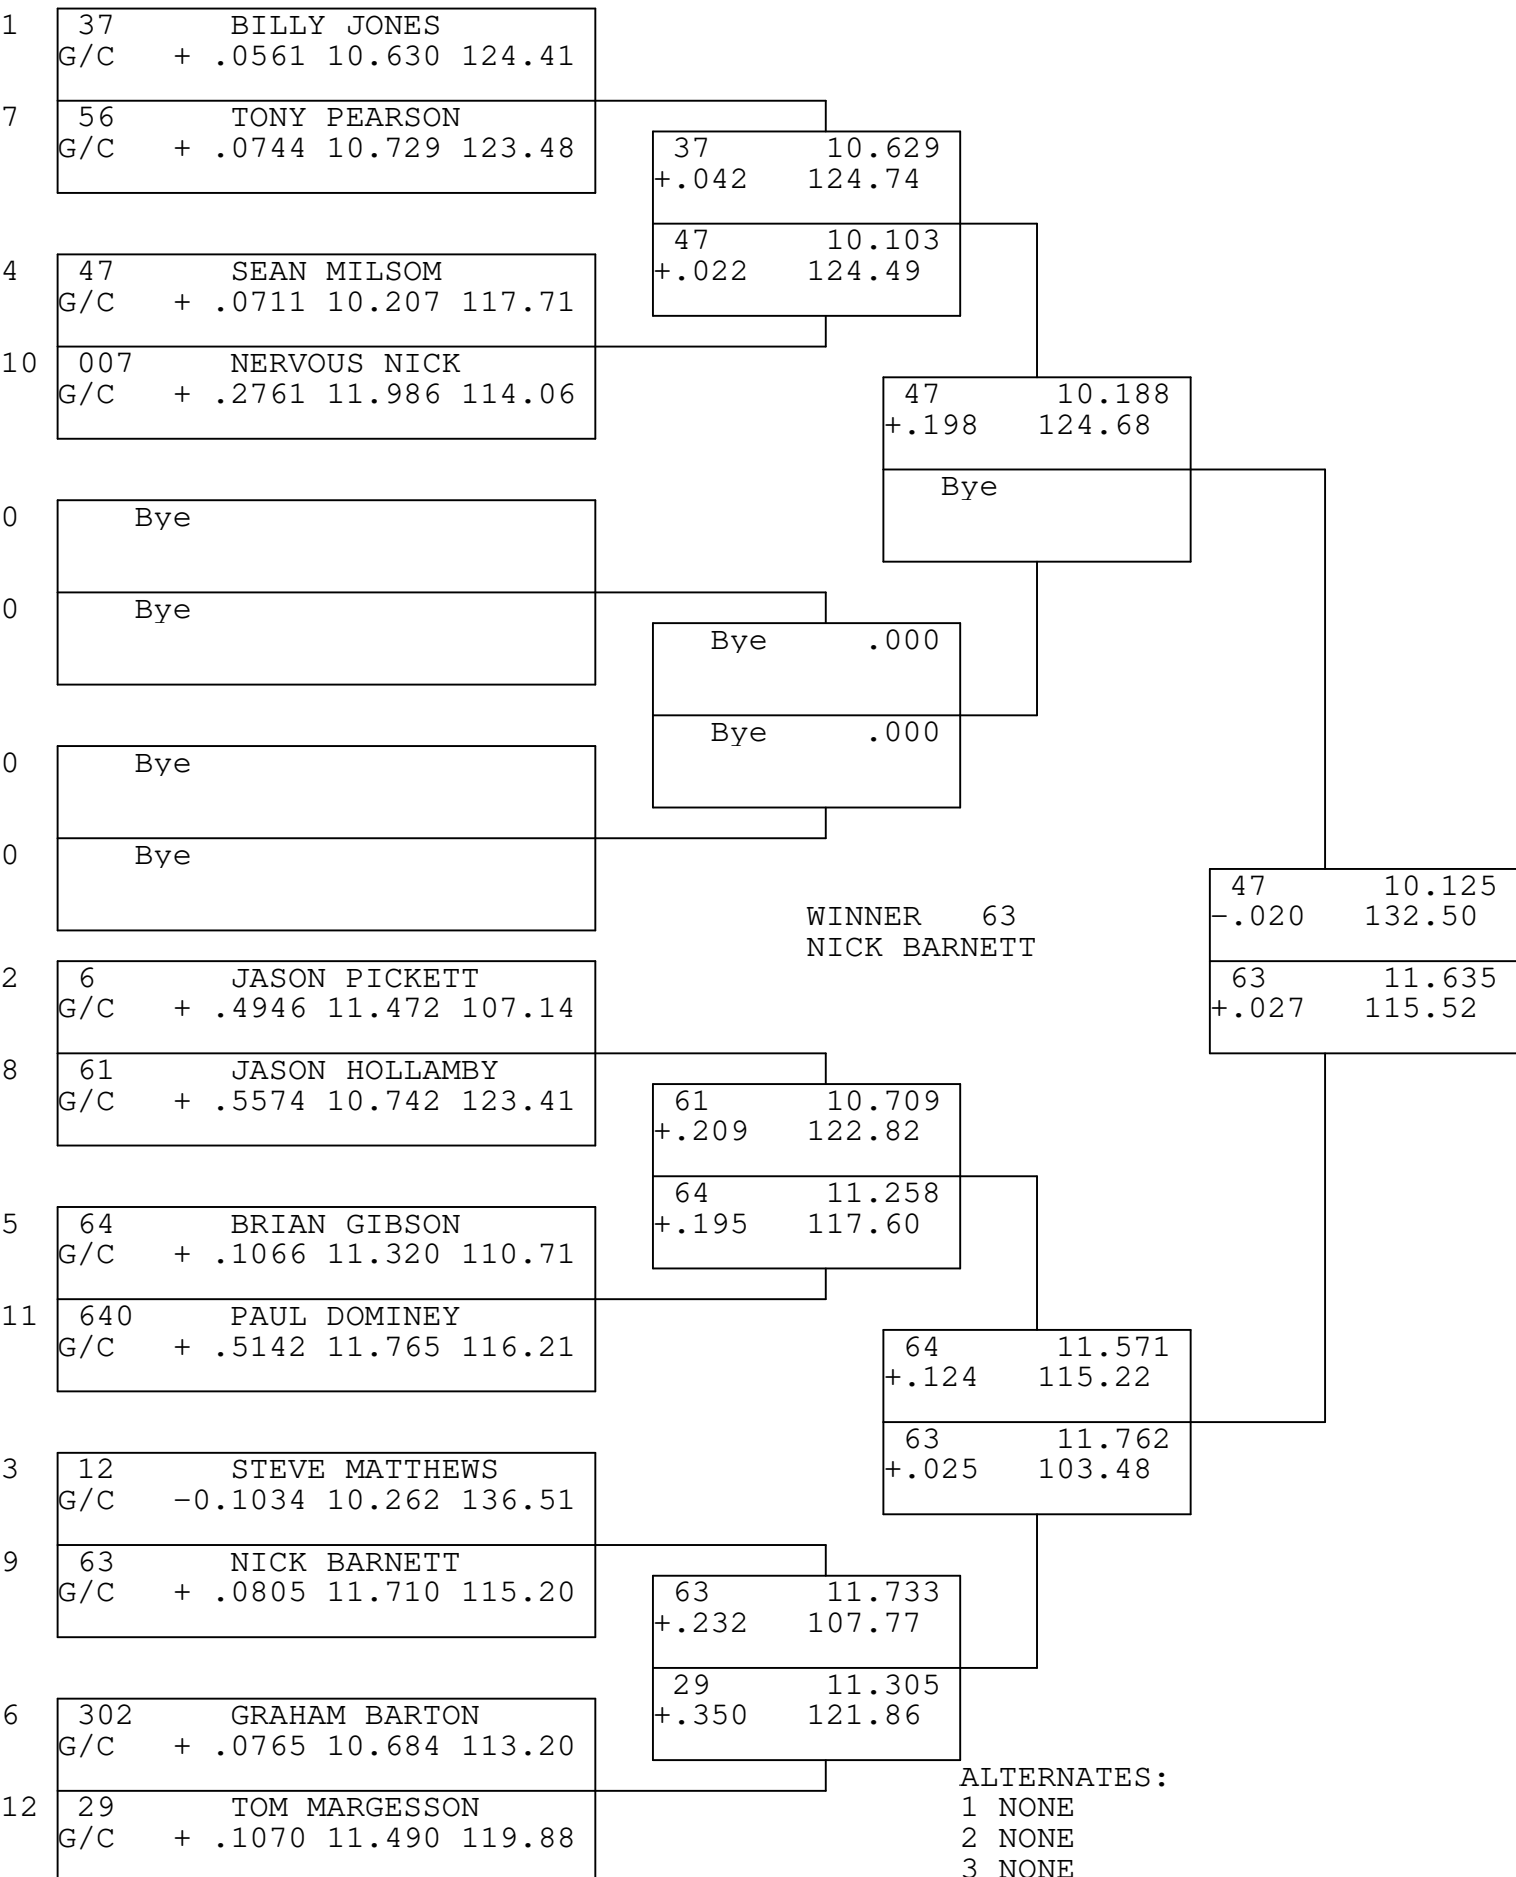 1 37 BILLY JONES
G/C + .0561 10.630 124.41
7 56 TONY PEARSON
G/C + .0744 10.729 123.48
37 10.629
+.042 124.74
47 10.103
+.022 124.49
4 47 SEAN MILSOM
G/C + .0711 10.207 117.71
10 007 NERVOUS NICK
G/C + .2761 11.986 114.06
47 10.188
+.198 124.68
Bye
0 Bye
0 Bye
Bye .000
Bye .000
0 Bye
0 Bye
WINNER 63
NICK BARNETT
47 10.125
-.020 132.50
63 11.635
+.027 115.52
2 6 JASON PICKETT
G/C + .4946 11.472 107.14
8 61 JASON HOLLAMBY
G/C + .5574 10.742 123.41
61 10.709
+.209 122.82
64 11.258
+.195 117.60
5 64 BRIAN GIBSON
G/C + .1066 11.320 110.71
11 640 PAUL DOMINEY
G/C + .5142 11.765 116.21
64 11.571
+.124 115.22
63 11.762
+.025 103.48
3 12 STEVE MATTHEWS
G/C -0.1034 10.262 136.51
9 63 NICK BARNETT
G/C + .0805 11.710 115.20
63 11.733
+.232 107.77
29 11.305
+.350 121.86
6 302 GRAHAM BARTON
G/C + .0765 10.684 113.20
12 29 TOM MARGESSON
G/C + .1070 11.490 119.88
ALTERNATES:
1 NONE
2 NONE
3 NONE